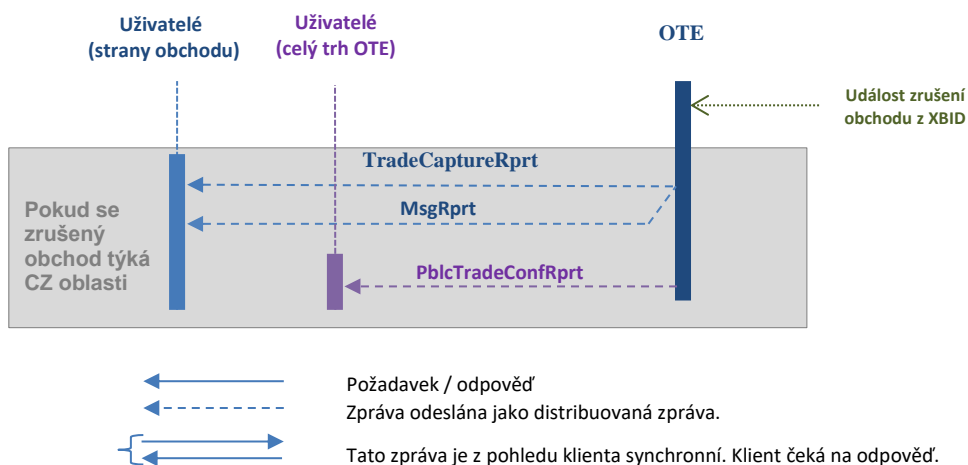 Uživatelé
(strany obchodu)
Uživatelé
(celý trh OTE)
OTE
Událost zrušení
obchodu z XBID
TradeCaptureRprt
MsgRprt
Pokud se
zrušený
obchod týká
CZ oblasti
PblcTradeConfRprt
Požadavek / odpověď
Zpráva odeslána jako distribuovaná zpráva.
Tato zpráva je z pohledu klienta synchronní. Klient čeká na odpověď.